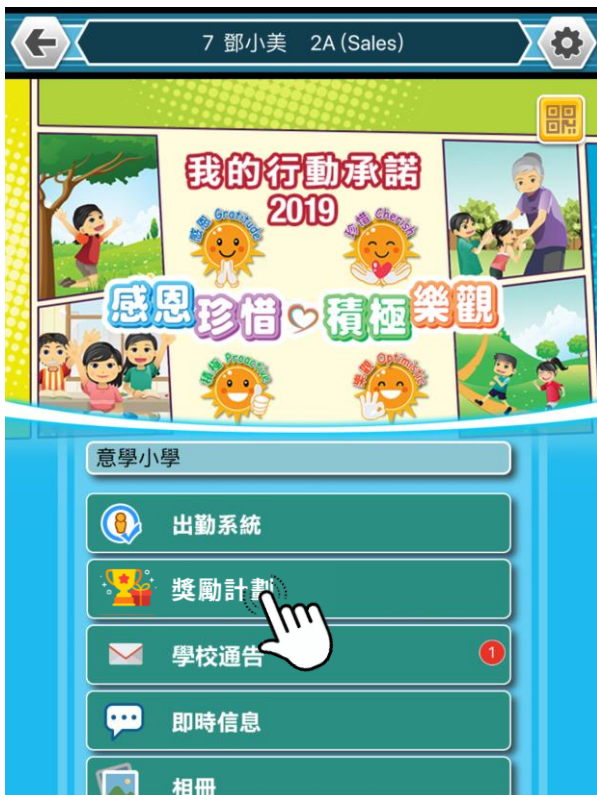 7 鄧小美 2A (Sales)
我的行動承諾
2019
感恩 Gratitude
珍惜 Cherish
感恩珍惜♡積極樂觀
積極 Proactive
樂觀 Optimistic
意學小學
出勤系統
獎勵計劃
學校通告
1
即時信息
相冊